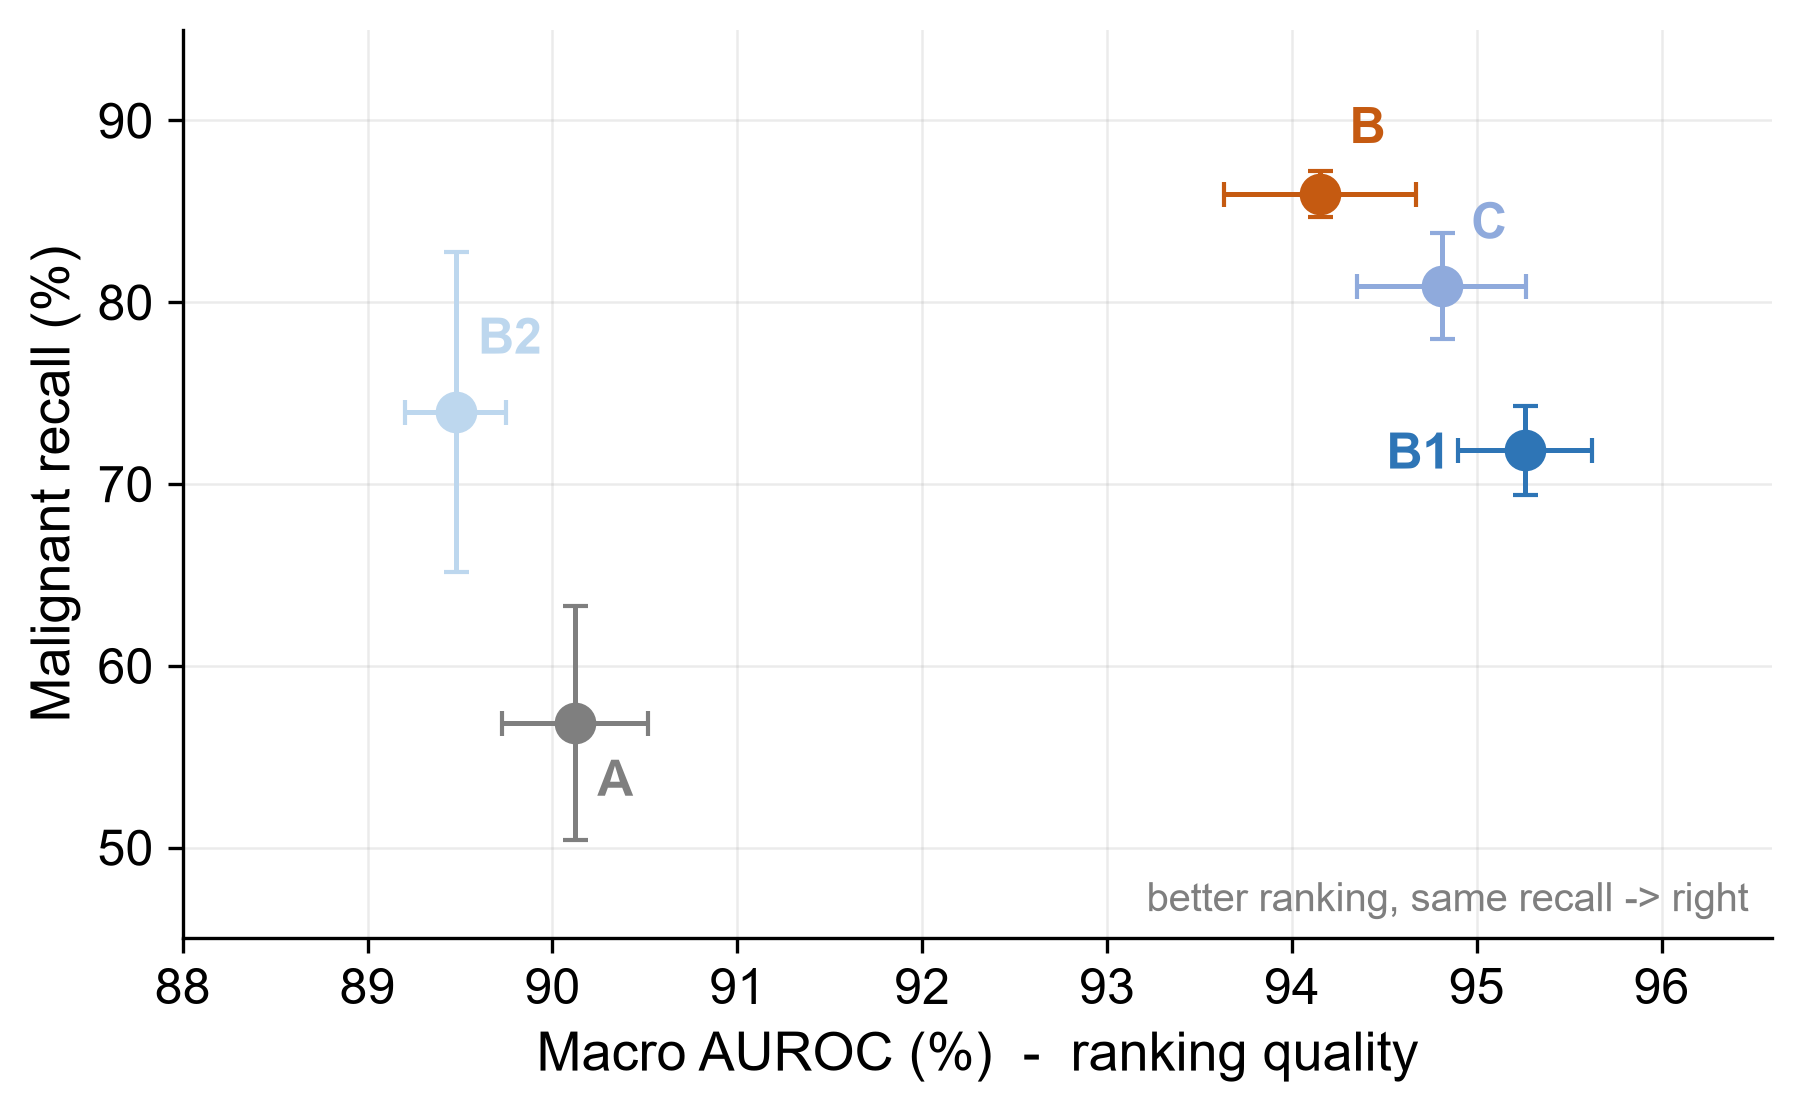 Malignant recall (%)
90
80
70
60
50
B
C
B2
B1
A
better ranking, same recall -> right
88 89 90 91 92 93 94 95 96
Macro AUROC (%) - ranking quality